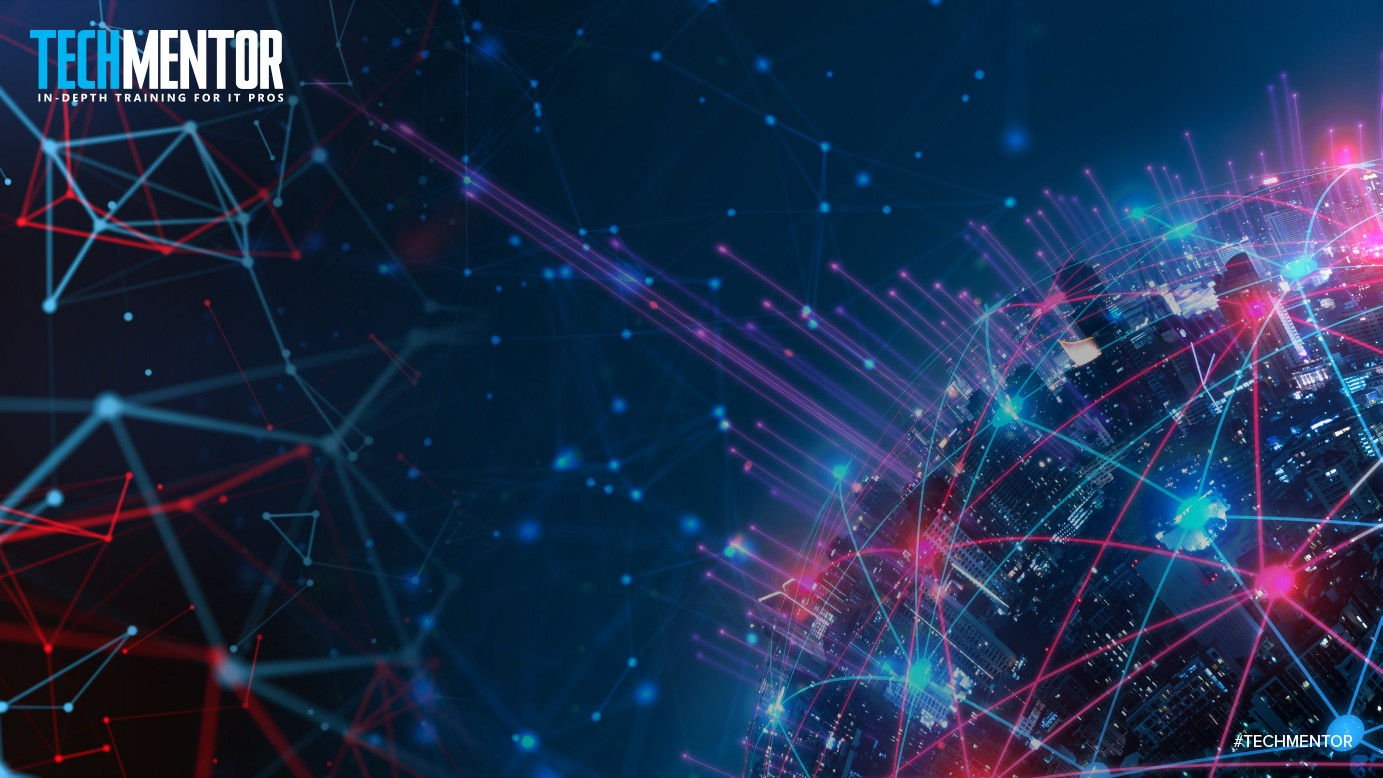 TECHMENTOR
IN-DEPTH TRAINING FOR IT PROS
#TECHMENTOR